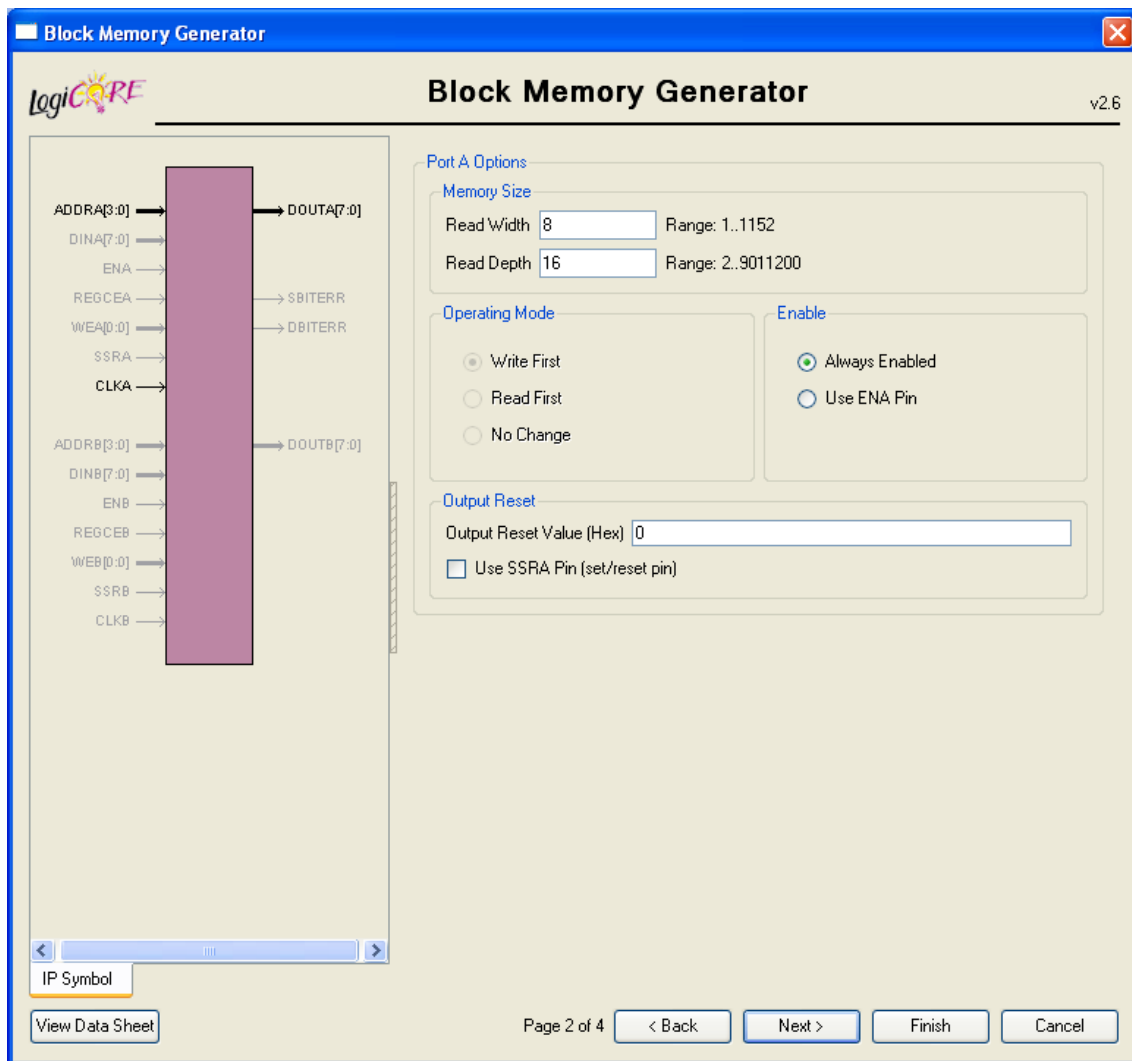 Block Memory Generator
LogiCORE
Block Memory Generator
v2.6
ADDRA[3:0]
DOUTA[7:0]
DINA[7:0]
ENA
REGCEA
SBITERR
WEA[0:0]
DBITERR
SSRA
CLKA
ADDRB[3:0]
DOUTB[7:0]
DINB[7:0]
ENB
REGCEB
WEB[0:0]
SSRB
CLKB
IP Symbol
Port A Options
Memory Size
Read Width 8 Range: 1..1152
Read Depth 16 Range: 2..9011200
Operating Mode
Write First
Read First
No Change
Enable
Always Enabled
Use ENA Pin
Output Reset
Output Reset Value (Hex) 0
Use SSRA Pin (set/reset pin)
View Data Sheet
Page 2 of 4
< Back
Next >
Finish
Cancel